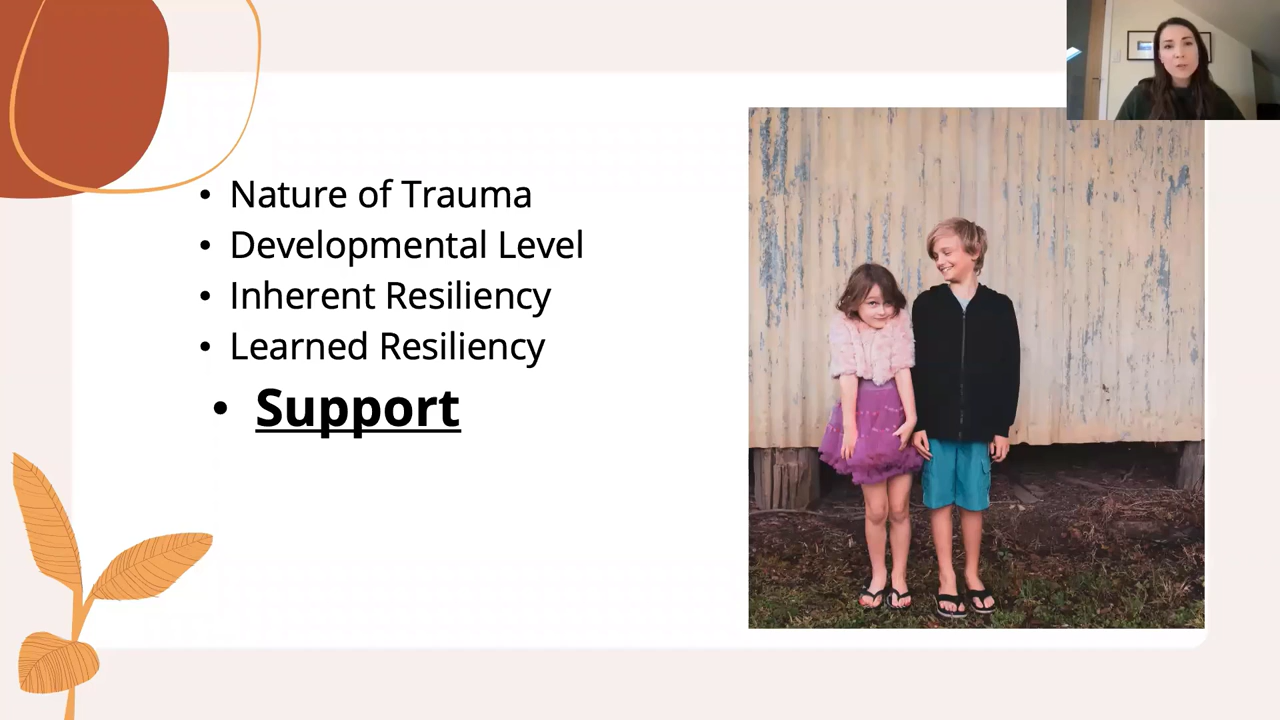 • Nature of Trauma
• Developmental Level
• Inherent Resiliency
• Learned Resiliency
• Support